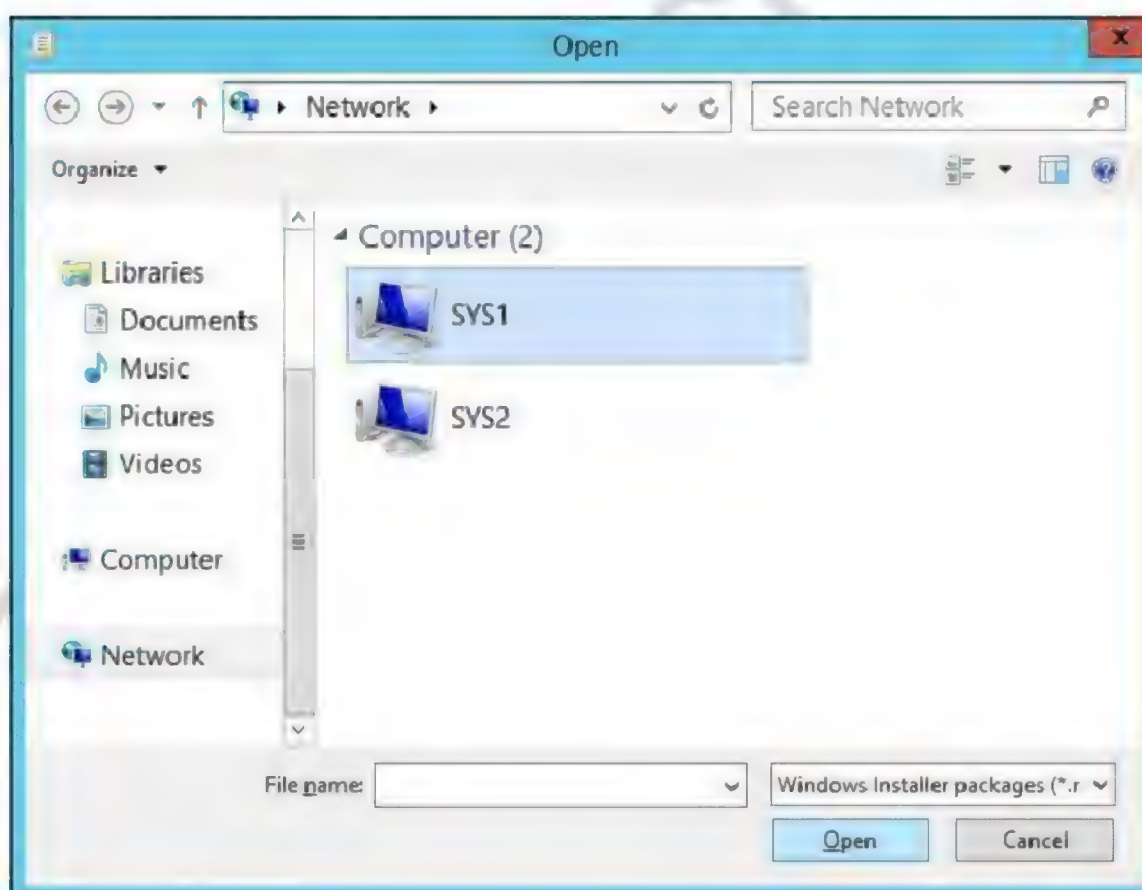 Open
Network
Search Network
Organize
Computer (2)
Libraries
Documents
Music
Pictures
Videos
Computer
Network
SYS1
SYS2
File name:
Windows Installer packages (*.r
Open
Cancel